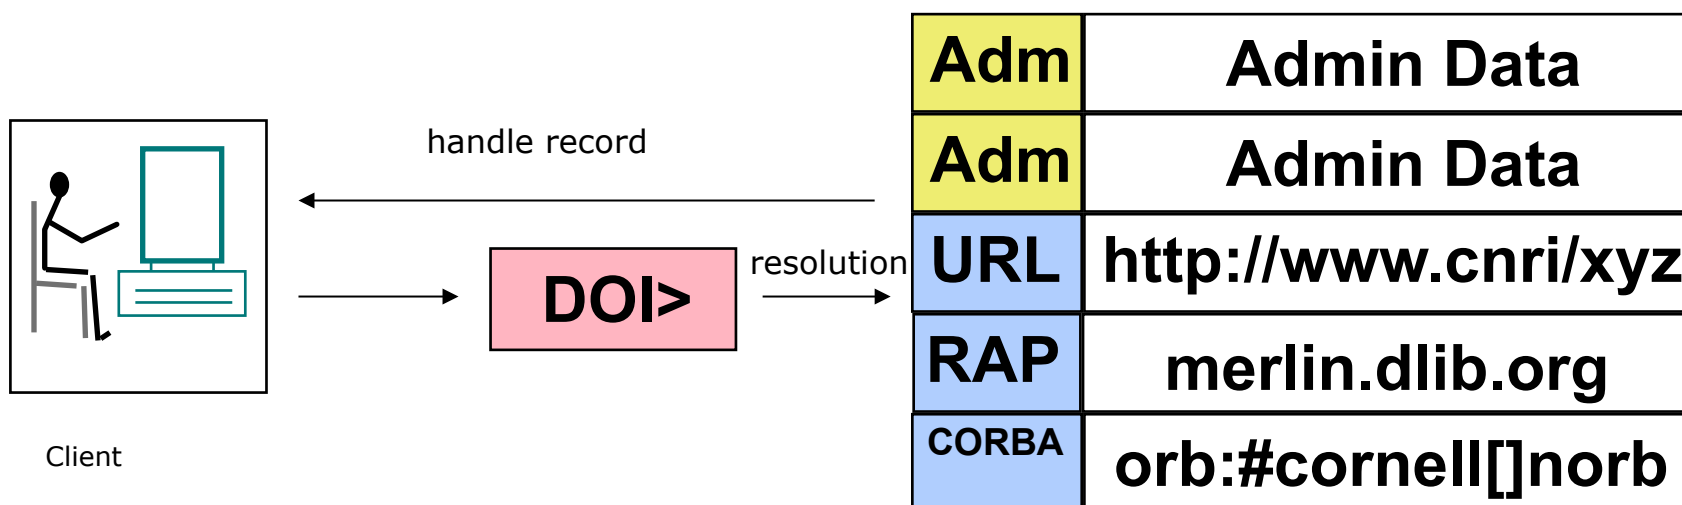 Adm Admin Data
handle record
Adm Admin Data
resolution
URL http://www.cnri/xyz
DOI>
RAP merlin.dlib.org
CORBA orb:#cornell[]norb
Client